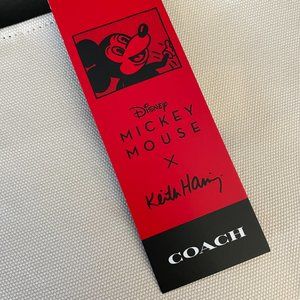 Disney
MICKEY
MOUSE
×
Keith Haring
COACH